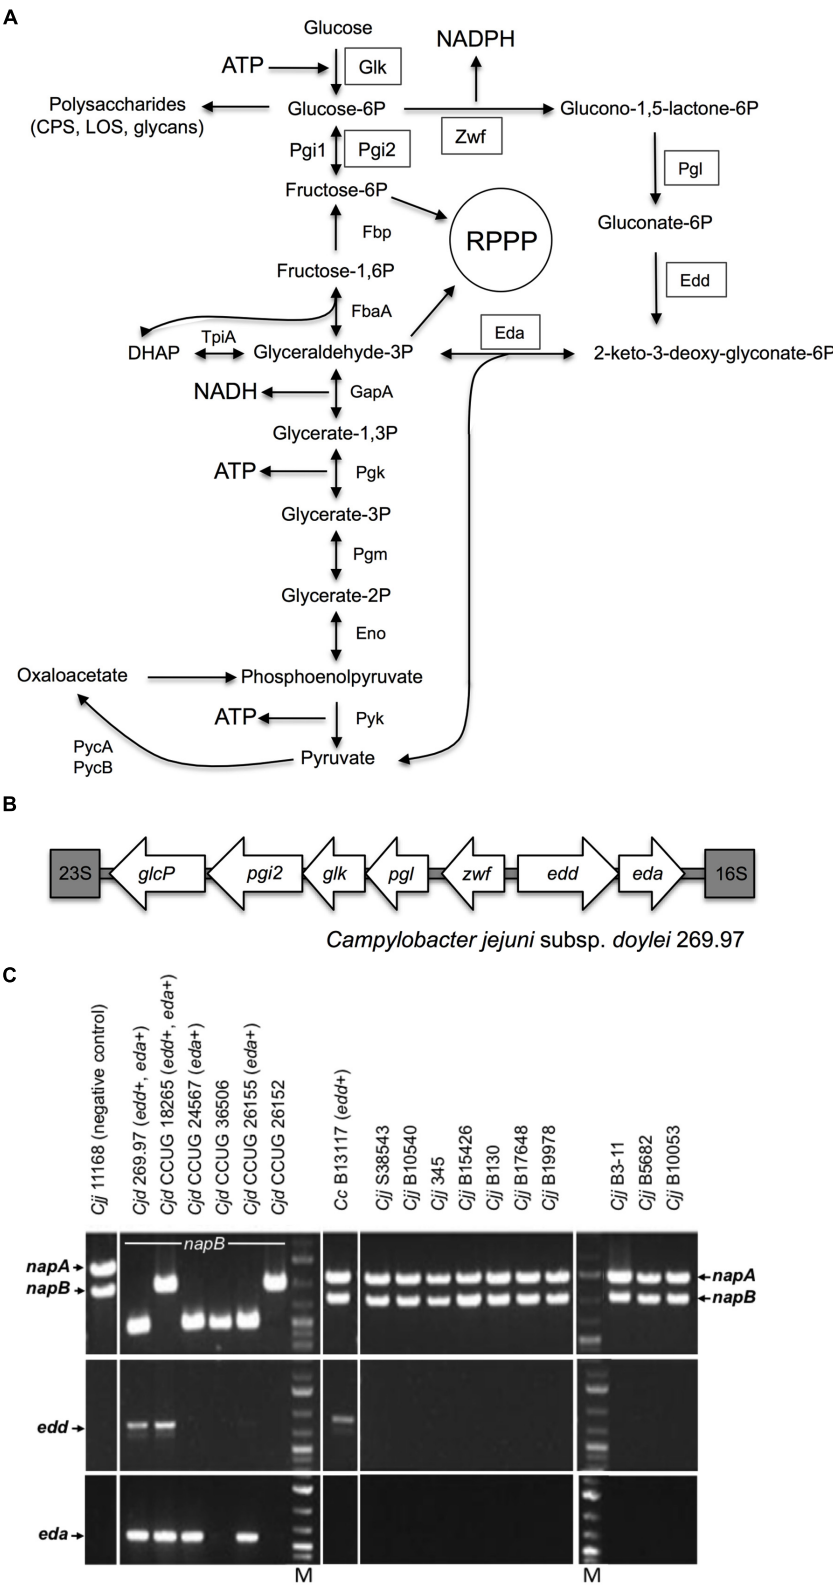 A
Glucose
ATP
Glk
NADPH
Polysaccharides
(CPS, LOS, glycans)
Glucose-6P
Zwf
Glucono-1,5-lactone-6P
Pgi1
Pgi2
Pgl
Fructose-6P
RPPP
Gluconate-6P
Fbp
Fructose-1,6P
Edd
FbaA
DHAP
TpiA
Glyceraldehyde-3P
Eda
2-keto-3-deoxy-glyconate-6P
NADH
GapA
Glycerate-1,3P
ATP
Pgk
Glycerate-3P
Pgm
Glycerate-2P
Eno
Oxaloacetate
Phosphoenolpyruvate
ATP
Pyk
PycA
PycB
Pyruvate
B
23S
glcP
pgi2
glk
pgl
zwf
edd
eda
16S
Campylobacter jejuni subsp. doylei 269.97
C
Cjj 11168 (negative control)
Cjd 269.97 (edd+, eda+)
Cjd CCUG 18265 (edd+, eda+)
Cjd CCUG 24567 (eda+)
Cjd CCUG 36506
Cjd CCUG 26155 (eda+)
Cjd CCUG 26152
Cc B13117 (edd+)
Cjj S38543
Cjj B10540
Cjj 345
Cjj B15426
Cjj B130
Cjj B17648
Cjj B19978
Cjj B3-11
Cjj B5682
Cjj B10053
napB
napA
napB
napA
napB
edd
eda
M
M